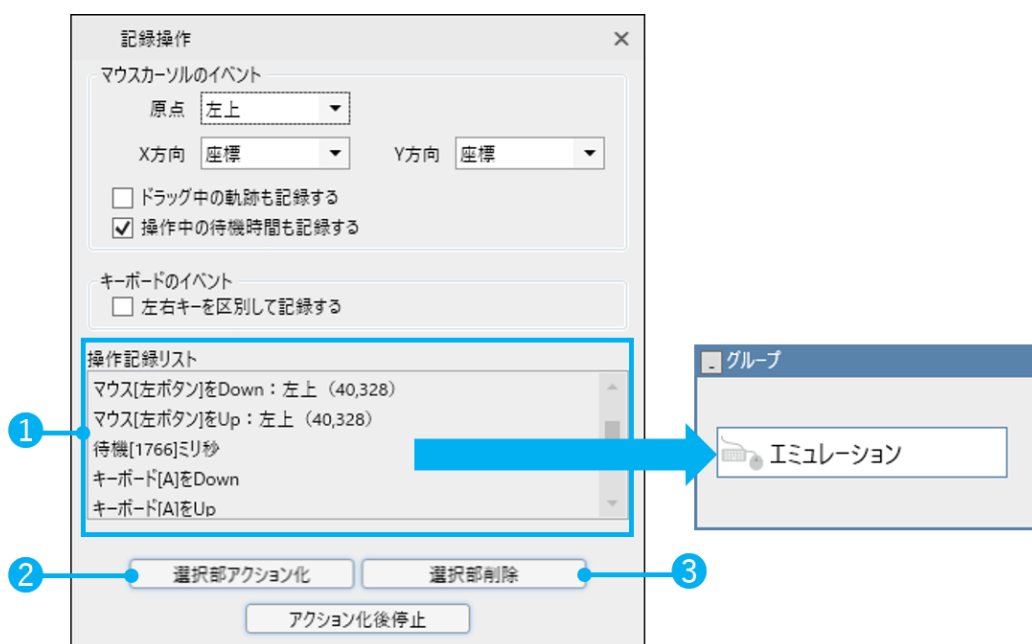 記録操作
マウスカーソルのイベント
原点 左上
X方向 座標 Y方向 座標
ドラッグ中の軌跡も記録する
操作中の待機時間も記録する
キーボードのイベント
左右キーを区別して記録する
操作記録リスト
マウス[左ボタン]をDown：左上（40,328）
マウス[左ボタン]をUp：左上（40,328）
待機[1766]ミリ秒
キーボード[A]をDown
キーボード[A]をUp
グループ
エミュレーション
1
2
選択部アクション化 選択部削除
3
アクション化後停止